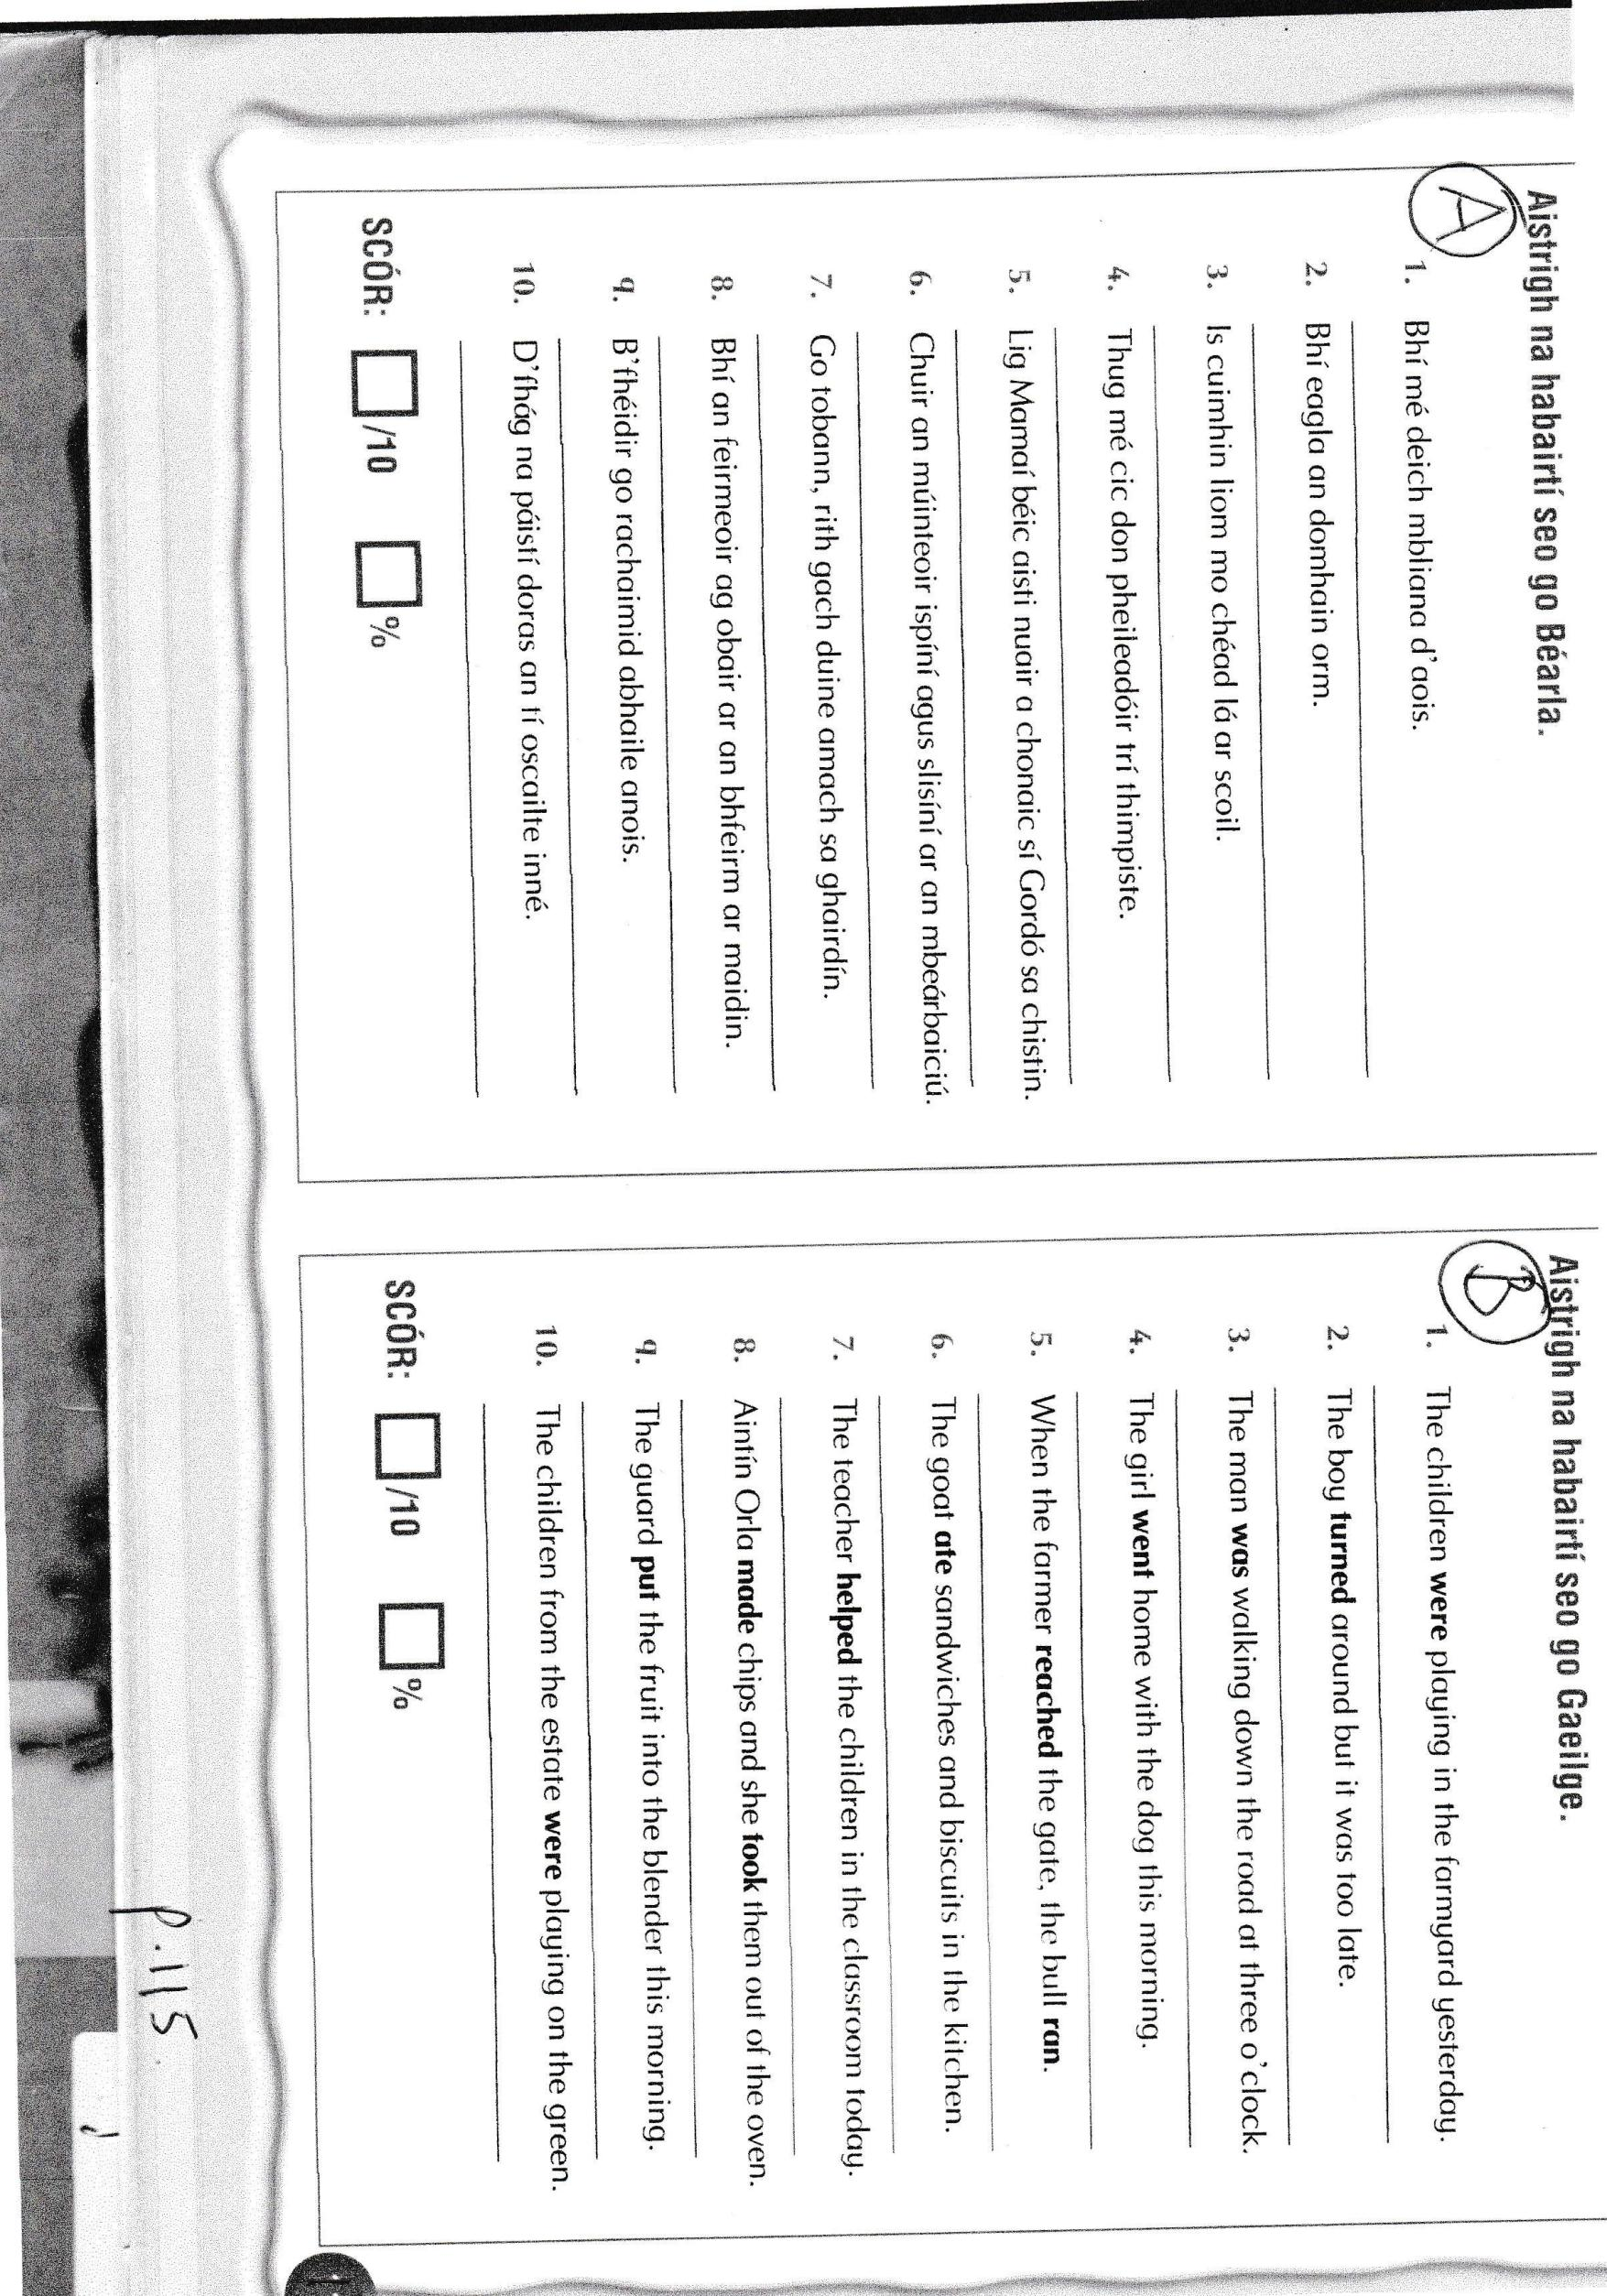 Aistrigh na habairtí seo go Béarla.
A
1. Bhí mé deich mbliana d'aois.
2. Bhí eagla an domhain orm.
3. Is cuimhin liom mo chéad lá ar scoil.
4. Thug mé cic don pheileadóir trí thimpiste.
5. Lig Mamaí béic aisti nuair a chonaic sí Gordó sa chistin.
6. Chuir an múinteoir ispíní agus slisíní ar an mbeárbaiciú.
7. Go tobann, rith gach duine amach sa ghairdín.
8. Bhí an feirmeoir ag obair ar an bhfeirm ar maidin.
9. B'fhéidir go rachaimid abhaile anois.
10. D'fhág na páistí doras an tí oscailte inné.
SCÓR: /10 %
Aistrigh na habairtí seo go Gaeilge.
B
1. The children were playing in the farmyard yesterday.
2. The boy turned around but it was too late.
3. The man was walking down the road at three o'clock.
4. The girl went home with the dog this morning.
5. When the farmer reached the gate, the bull ran.
6. The goat ate sandwiches and biscuits in the kitchen.
7. The teacher helped the children in the classroom today.
8. Aintín Orla made chips and she took them out of the oven.
9. The guard put the fruit into the blender this morning.
10. The children from the estate were playing on the green.
SCÓR: /10 %
p.115